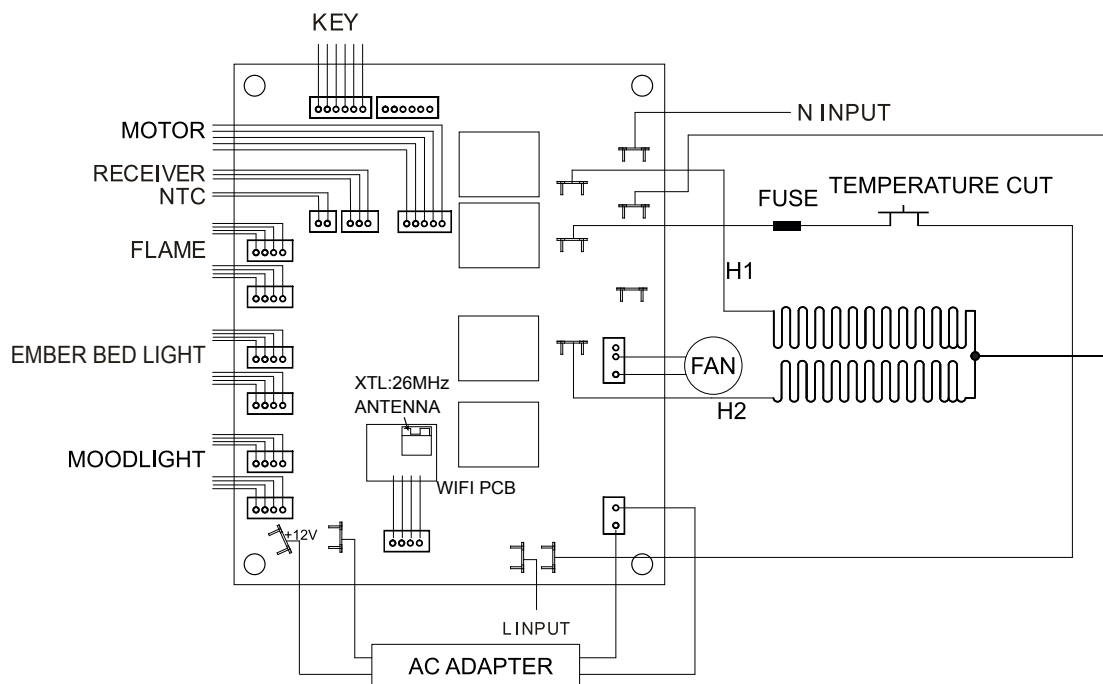 KEY
N INPUT
MOTOR
RECEIVER
NTC
TEMPERATURE CUT
FUSE
FLAME
H1
EMBER BED LIGHT
FAN
XTL:26MHz
ANTENNA
H2
MOODLIGHT
WIFI PCB
+12V
L INPUT
AC ADAPTER